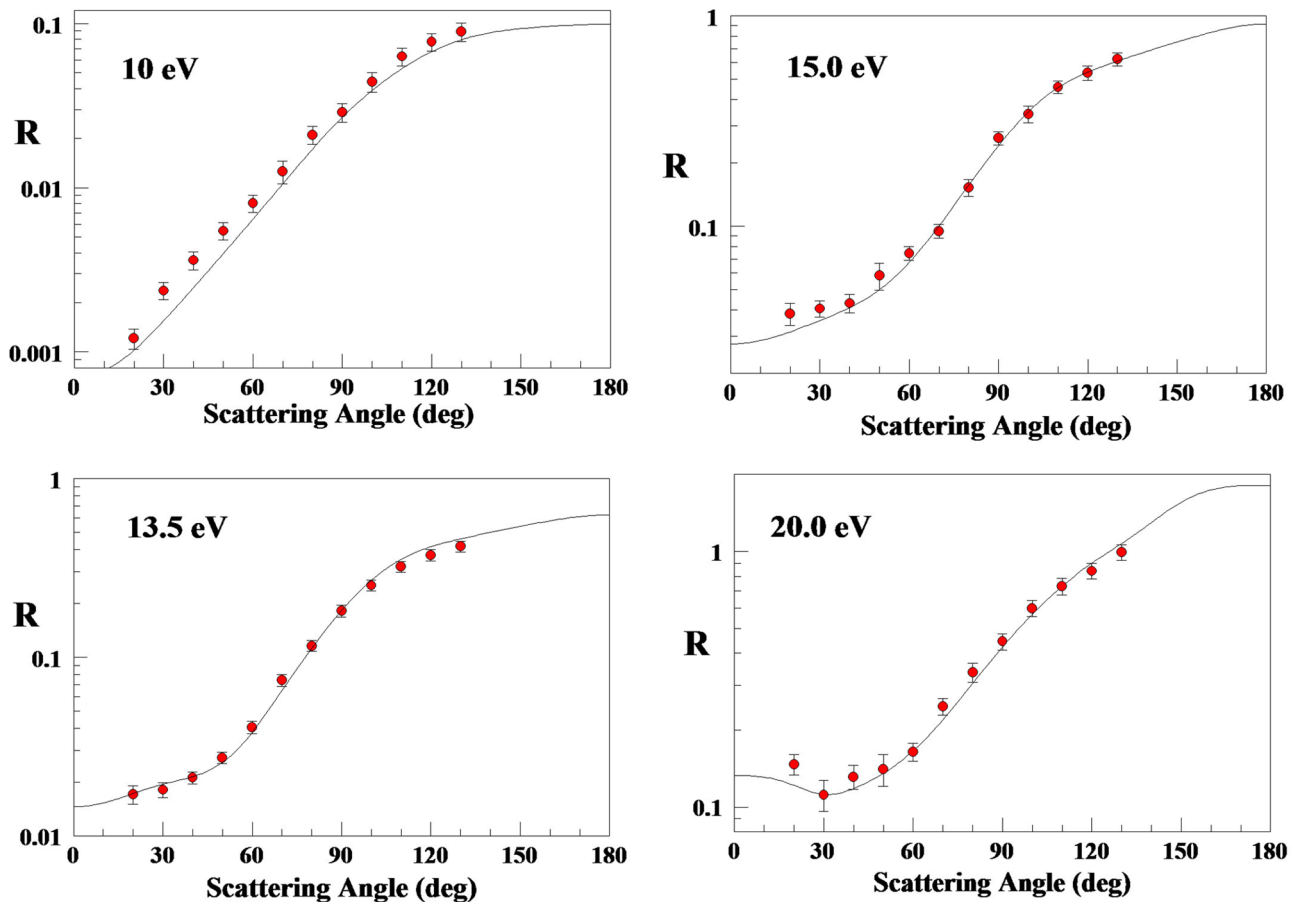 0.1
10 eV
R
0.01
0.001
0 30 60 90 120 150 180
Scattering Angle (deg)
1
15.0 eV
R
0.1
0 30 60 90 120 150 180
Scattering Angle (deg)
1
13.5 eV
R
0.1
0.01
0 30 60 90 120 150 180
Scattering Angle (deg)
20.0 eV
1
R
0.1
0 30 60 90 120 150 180
Scattering Angle (deg)